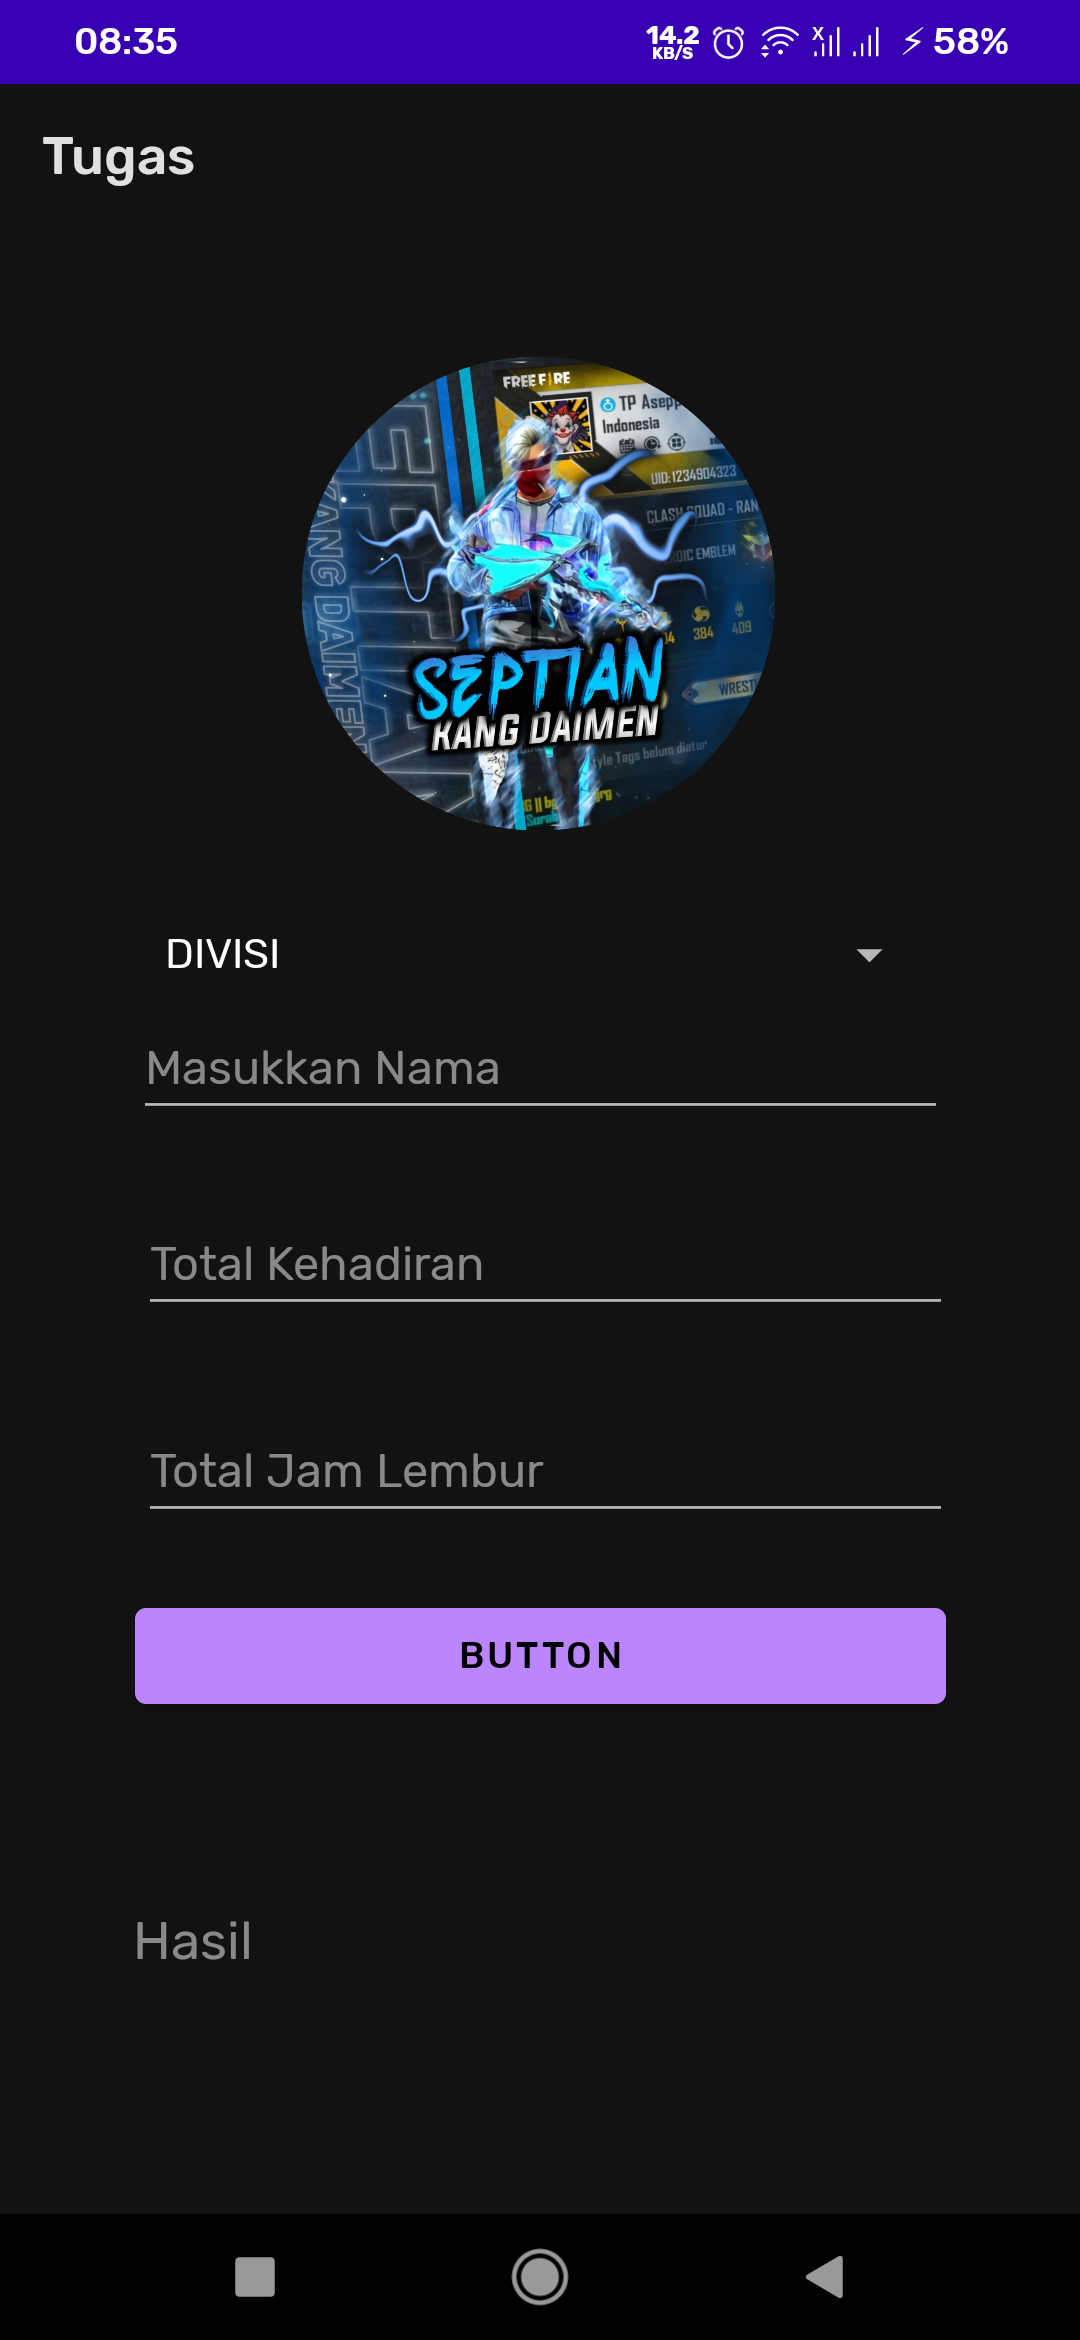 08:35
14.2
KB/S
58%
Tugas
FREE FIRE
TP Asepp
Indonesia
UID:1234904323
CLASH SQUAD - RAN
OIC EMBLEM
KANG DAIMEN
384
409
WREST
SEPTIAN
KANG DAIMEN
tyle Tags belum diatur
DIVISI
Masukkan Nama
Total Kehadiran
Total Jam Lembur
BUTTON
Hasil